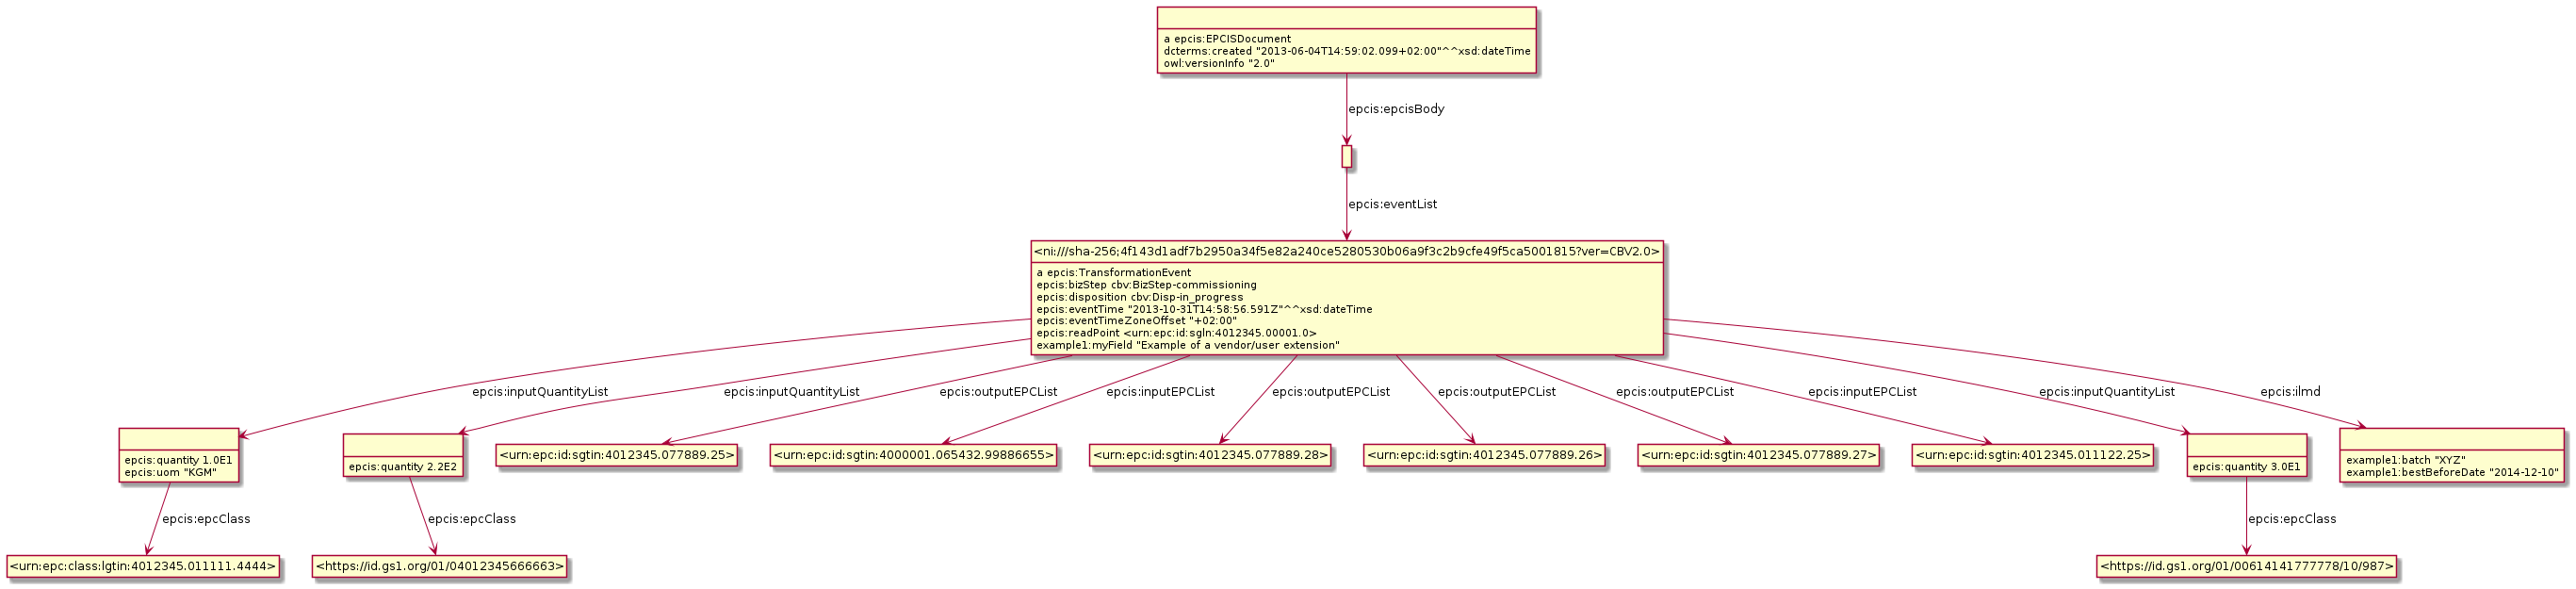 a epcis:EPCISDocument
dcterms:created "2013-06-04T14:59:02.099+02:00"^^xsd:dateTime
owl:versionInfo "2.0"
epcis:epcisBody
epcis:eventList
<ni:///sha-256;4f143d1adf7b2950a34f5e82a240ce5280530b06a9f3c2b9cfe49f5ca5001815?ver=CBV2.0>
a epcis:TransformationEvent
epcis:bizStep cbv:BizStep-commissioning
epcis:disposition cbv:Disp-in_progress
epcis:eventTime "2013-10-31T14:58:56.591Z"^^xsd:dateTime
epcis:eventTimeZoneOffset "+02:00"
epcis:readPoint <urn:epc:id:sgln:4012345.00001.0>
example1:myField "Example of a vendor/user extension"
epcis:inputQuantityList
epcis:inputQuantityList
epcis:outputEPCList
epcis:inputEPCList
epcis:outputEPCList
epcis:outputEPCList
epcis:outputEPCList
epcis:inputEPCList
epcis:inputQuantityList
epcis:ilmd
epcis:quantity 1.0E1
epcis:uom "KGM"
epcis:quantity 2.2E2
<urn:epc:id:sgtin:4012345.077889.25>
<urn:epc:id:sgtin:4000001.065432.99886655>
<urn:epc:id:sgtin:4012345.077889.28>
<urn:epc:id:sgtin:4012345.077889.26>
<urn:epc:id:sgtin:4012345.077889.27>
<urn:epc:id:sgtin:4012345.011122.25>
epcis:quantity 3.0E1
example1:batch "XYZ"
example1:bestBeforeDate "2014-12-10"
epcis:epcClass
epcis:epcClass
epcis:epcClass
<urn:epc:class:lgtin:4012345.011111.4444>
<https://id.gs1.org/01/04012345666663>
<https://id.gs1.org/01/00614141777778/10/987>